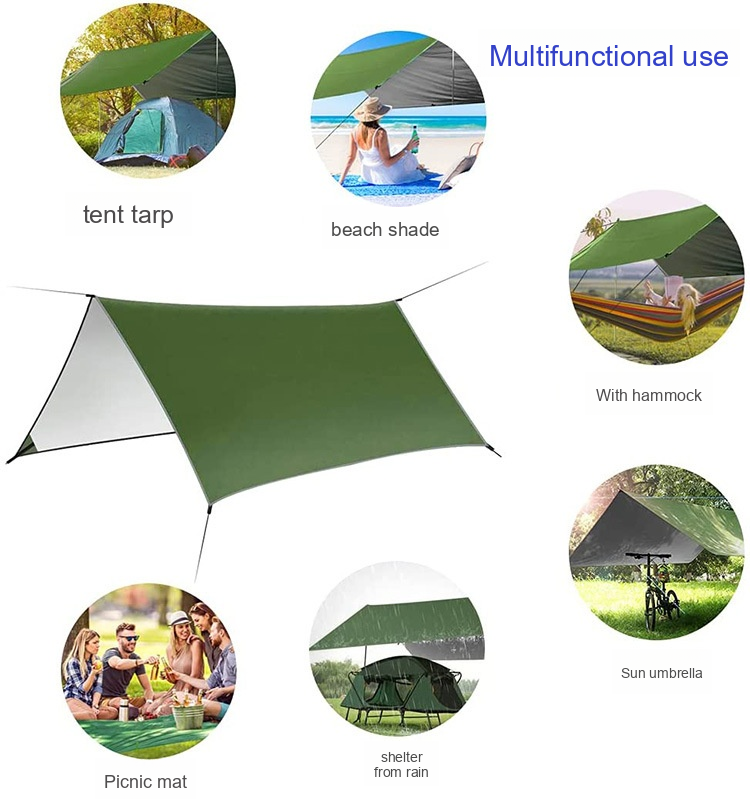 Multifunctional use
tent tarp
beach shade
With hammock
Sun umbrella
shelter
from rain
Picnic mat